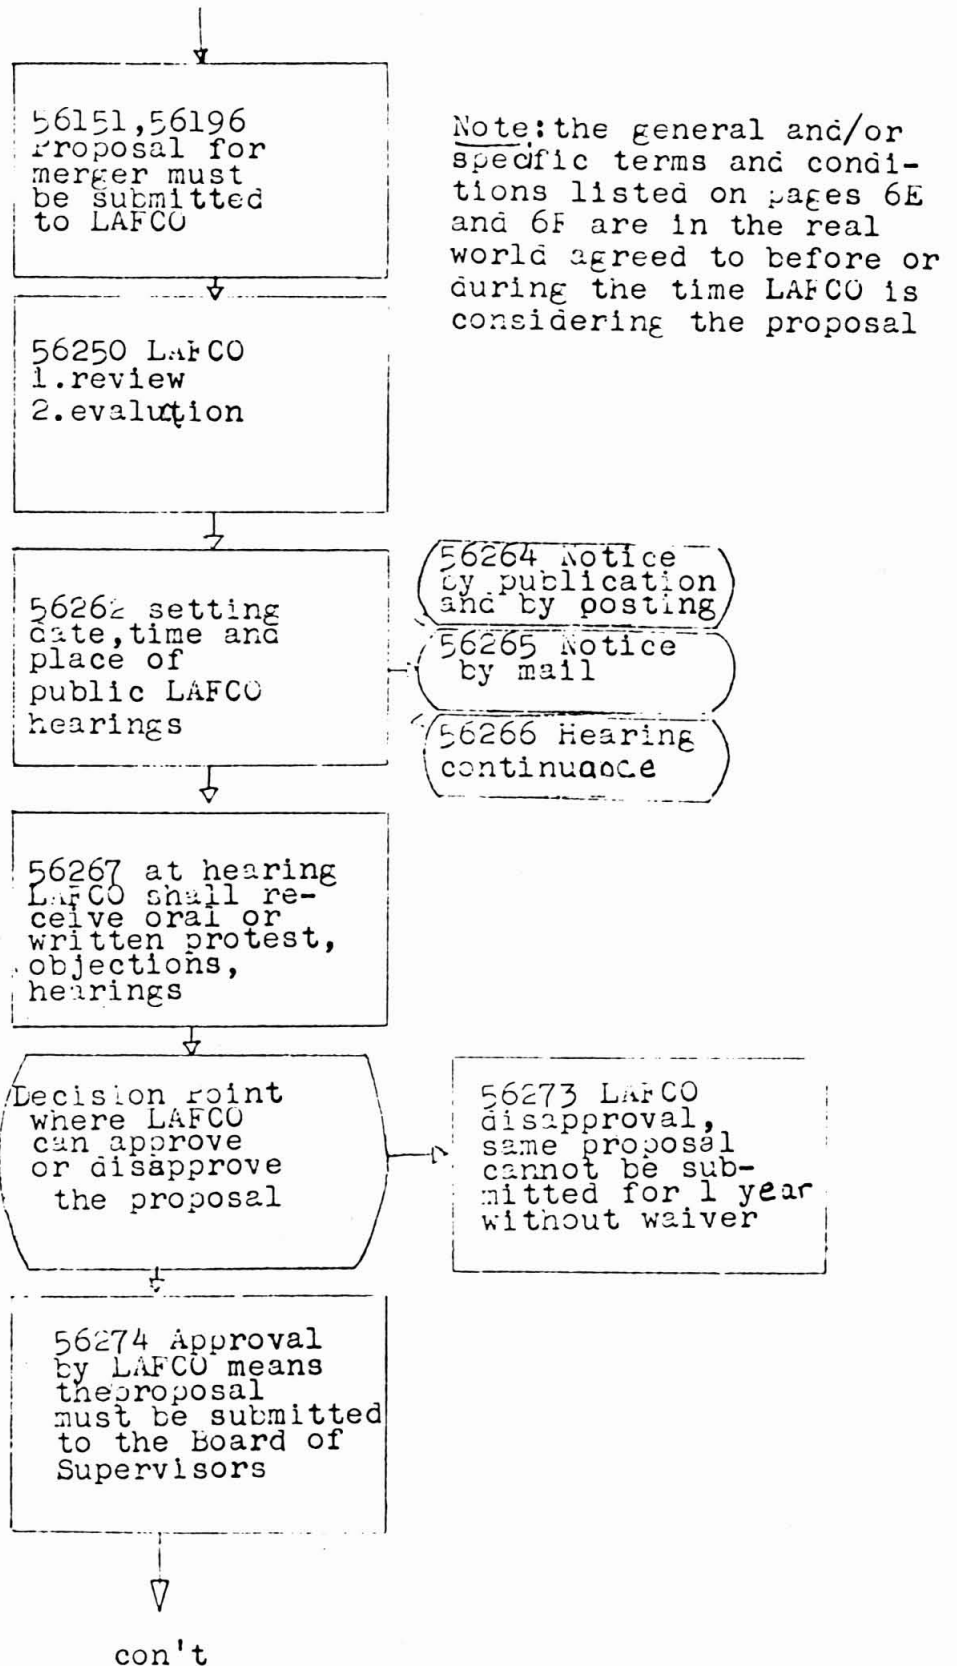 56151,56196
Proposal for
merger must
be submitted
to LAFCO
Note: the general and/or
specific terms and condi-
tions listed on pages 6E
and 6F are in the real
world agreed to before or
during the time LAFCO is
considering the proposal
56250 LAFCO
1.review
2.evalution
56262 setting
date,time and
place of
public LAFCO
hearings
56264 Notice
by publication
and by posting
56265 Notice
by mail
56266 Hearing
continuance
56267 at hearing
LAFCO shall re-
ceive oral or
written protest,
objections,
hearings
Decision Point
where LAFCO
can approve
or disapprove
the proposal
56273 LAFCO
disapproval,
same proposal
cannot be sub-
mitted for 1 year
without waiver
56274 Approval
by LAFCO means
theproposal
must be submitted
to the Board of
Supervisors
con't